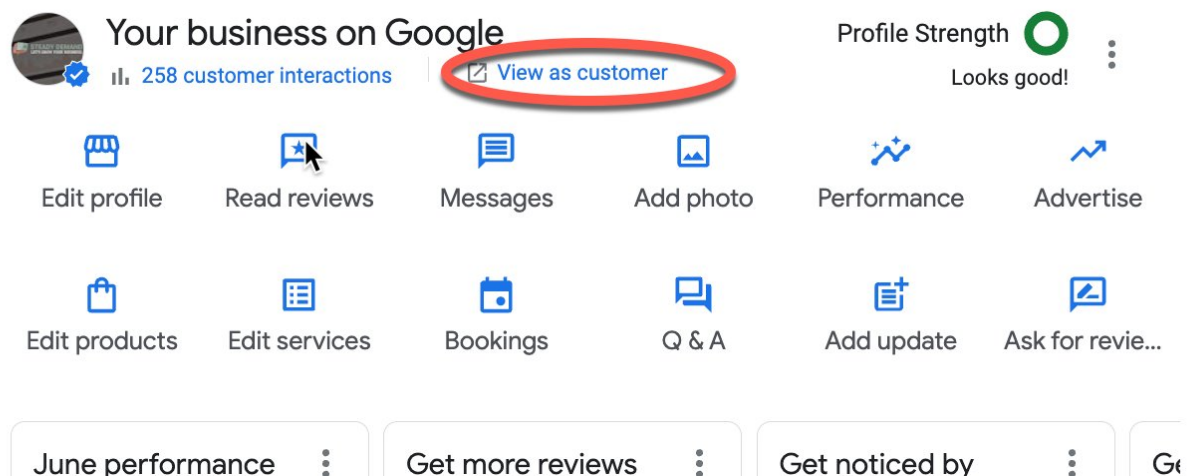 Your business on Google
Profile Strength
258 customer interactions
View as customer
Looks good!
Edit profile
Read reviews
Messages
Add photo
Performance
Advertise
Edit products
Edit services
Bookings
Q & A
Add update
Ask for revie...
June performance
Get more reviews
Get noticed by